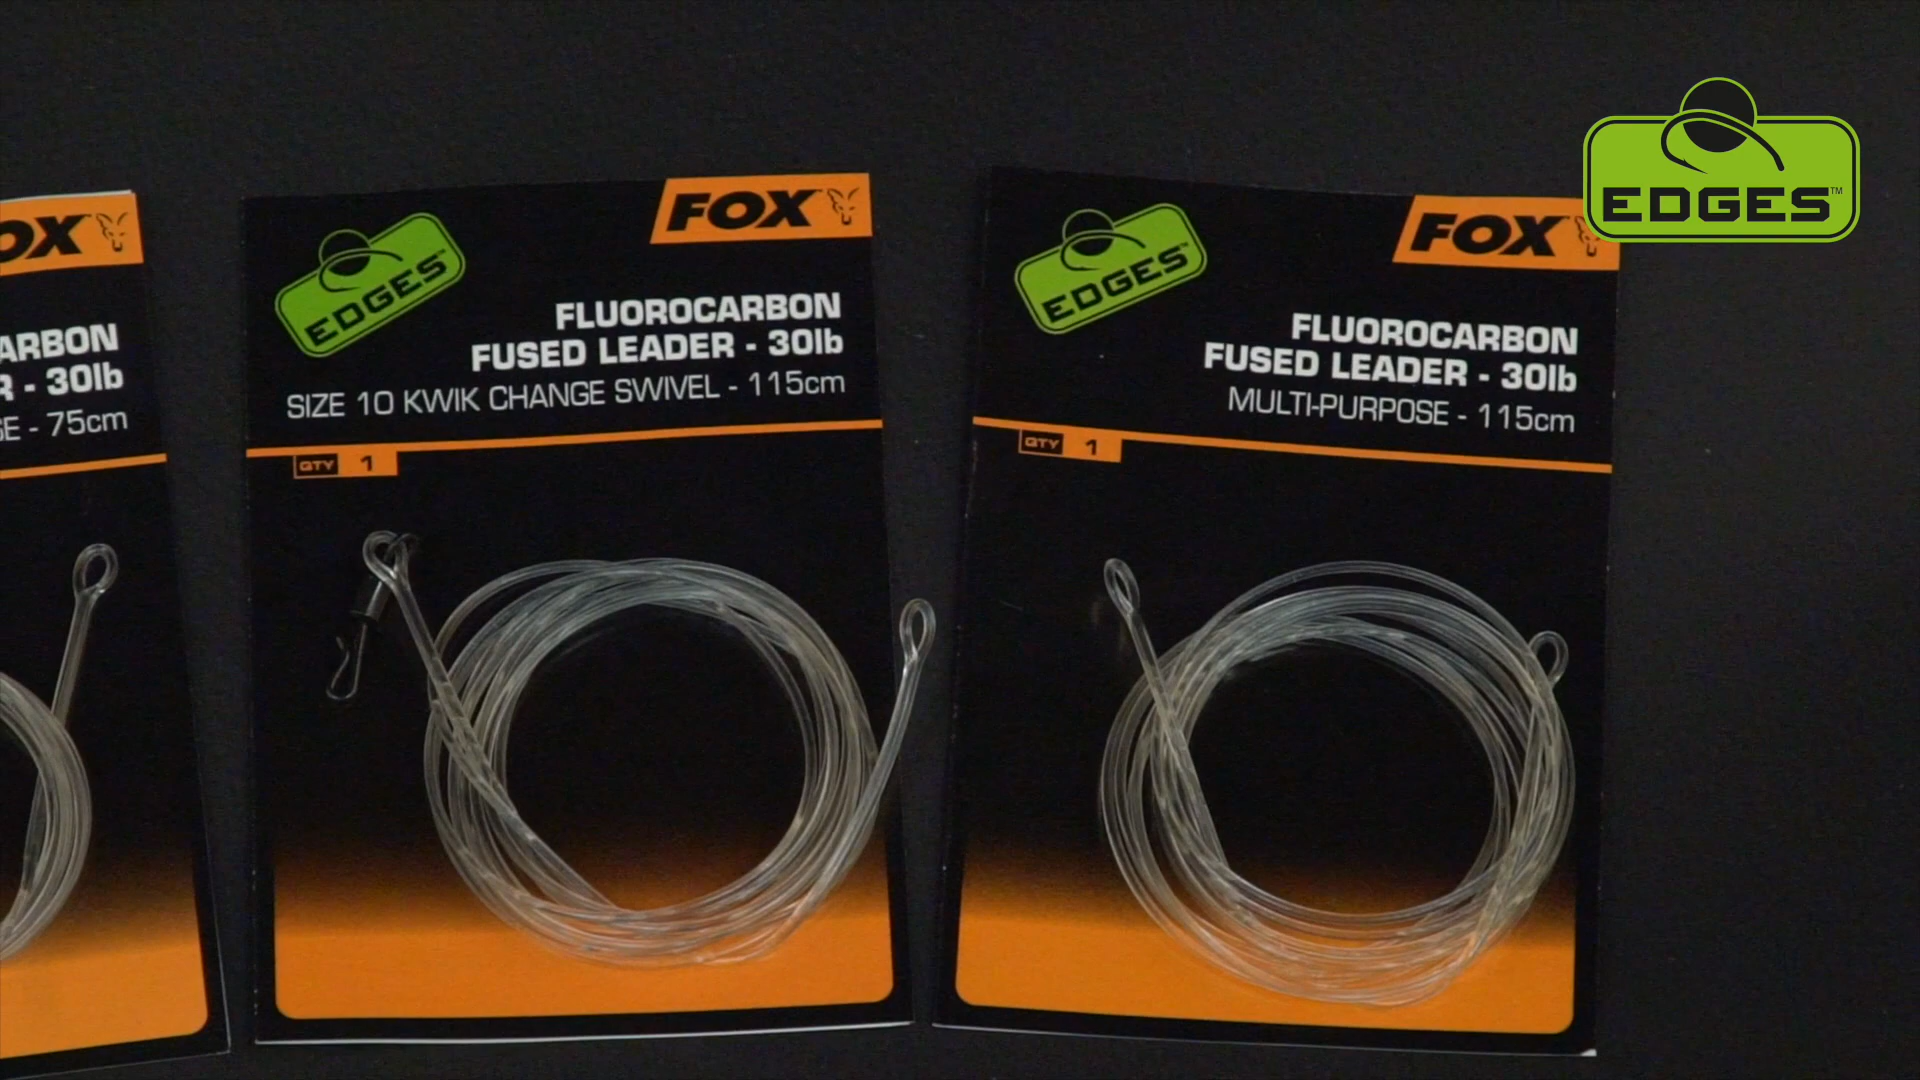 EDGES™
OX
ARBON
R - 30lb
SE - 75cm
EDGES
FOX
FLUOROCARBON
FUSED LEADER - 30lb
SIZE 10 KWIK CHANGE SWIVEL - 115cm
QTY 1
EDGES
FOX
FLUOROCARBON
FUSED LEADER - 30lb
MULTI-PURPOSE - 115cm
QTY 1